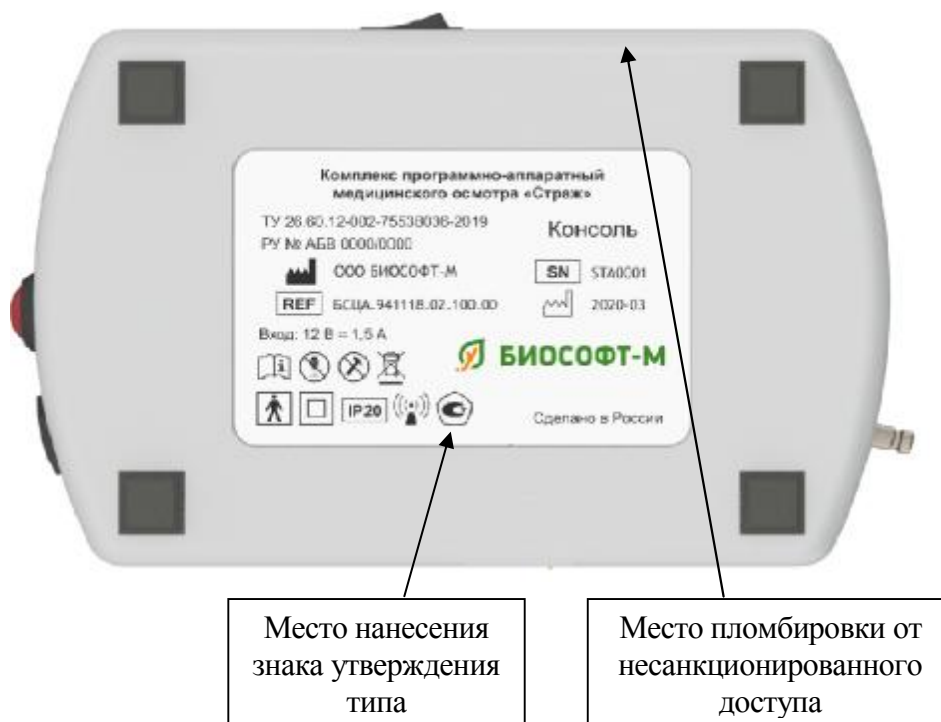 Комплекс программно-аппаратный
медицинского осмотра «Страж»
ТУ 26.60.12-002-75538036-2019
РУ № АБВ 0000/0000
Консоль
ООО БИОСОФТ-М
SN STA0001
REF БСЦА.941118.02.100.00
2020-03
Вход: 12 В = 1,5 А
БИОСОФТ-М
IP20
Сделано в России
Место нанесения
знака утверждения
типа
Место пломбировки от
несанкционированного
доступа